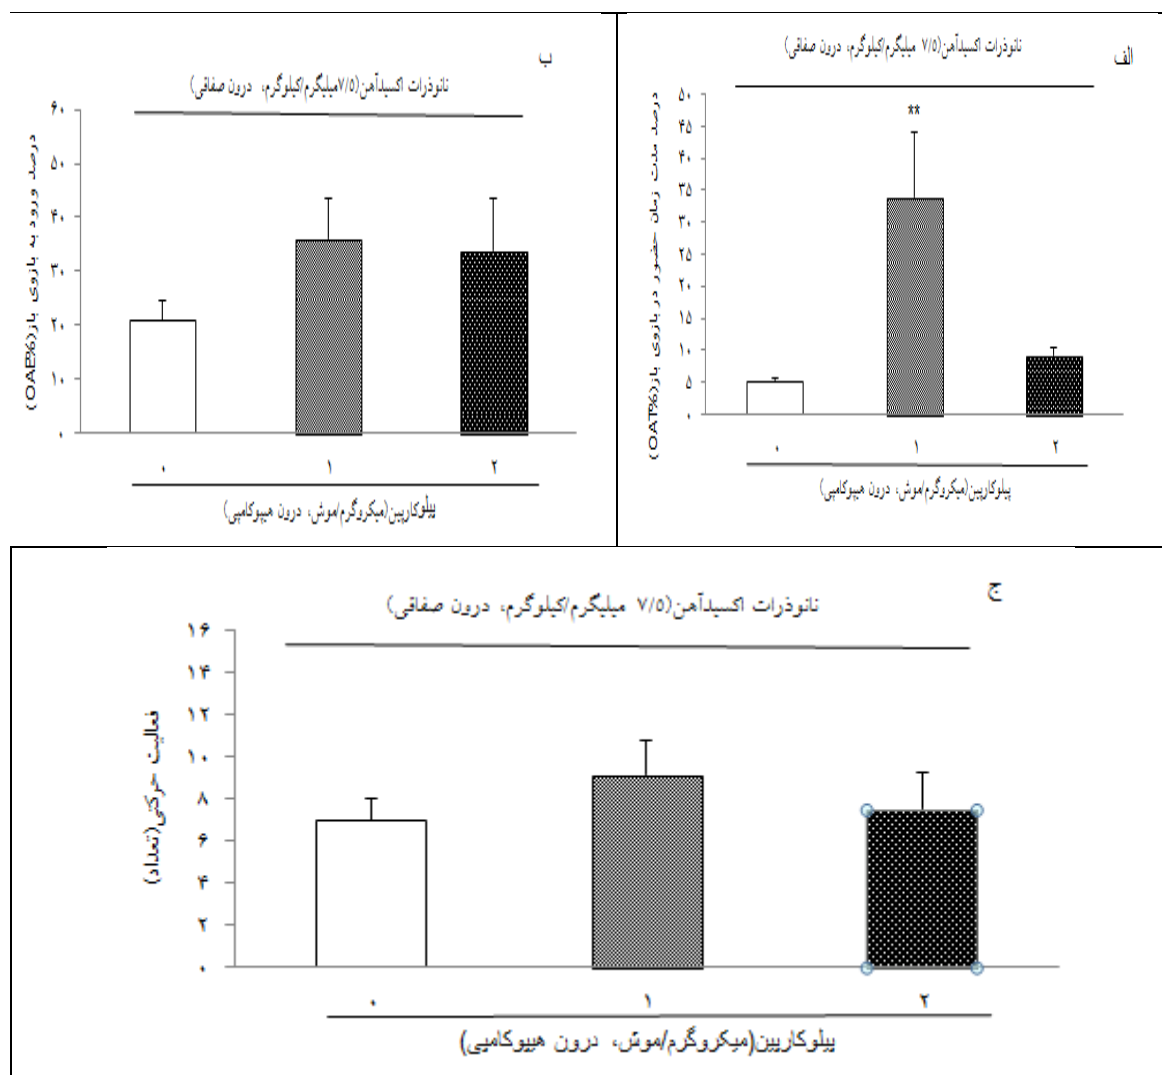 الف
نانوذرات اکسیدآهن(۷/۵ میلیگرم/کیلوگرم، درون صفاقی)
درصد مدت زمان حضور در بازوی باز(OAT%)
۵۰
۴۵
۴۰
۳۵
۳۰
۲۵
۲۰
۱۵
۱۰
۵
۰
**
۰ ۱ ۲
پیلوکارپین(میکروگرم/موش، درون هیپوکامپی)
ب
نانوذرات اکسیدآهن(۷/۵میلیگرم/کیلوگرم، درون صفاقی)
درصد ورود به بازوی باز(OAE%)
۶۰
۵۰
۴۰
۳۰
۲۰
۱۰
۰
۰ ۱ ۲
پیلوکارپین(میکروگرم/موش، درون هیپوکامپی)
ج
نانوذرات اکسیدآهن(۷/۵ میلیگرم/کیلوگرم، درون صفاقی)
فعالیت حرکتی(تعداد)
۱۶
۱۴
۱۲
۱۰
۸
۶
۴
۲
۰
۰ ۱ ۲
پیلوکارپین(میکروگرم/موش، درون هیپوکامپی)